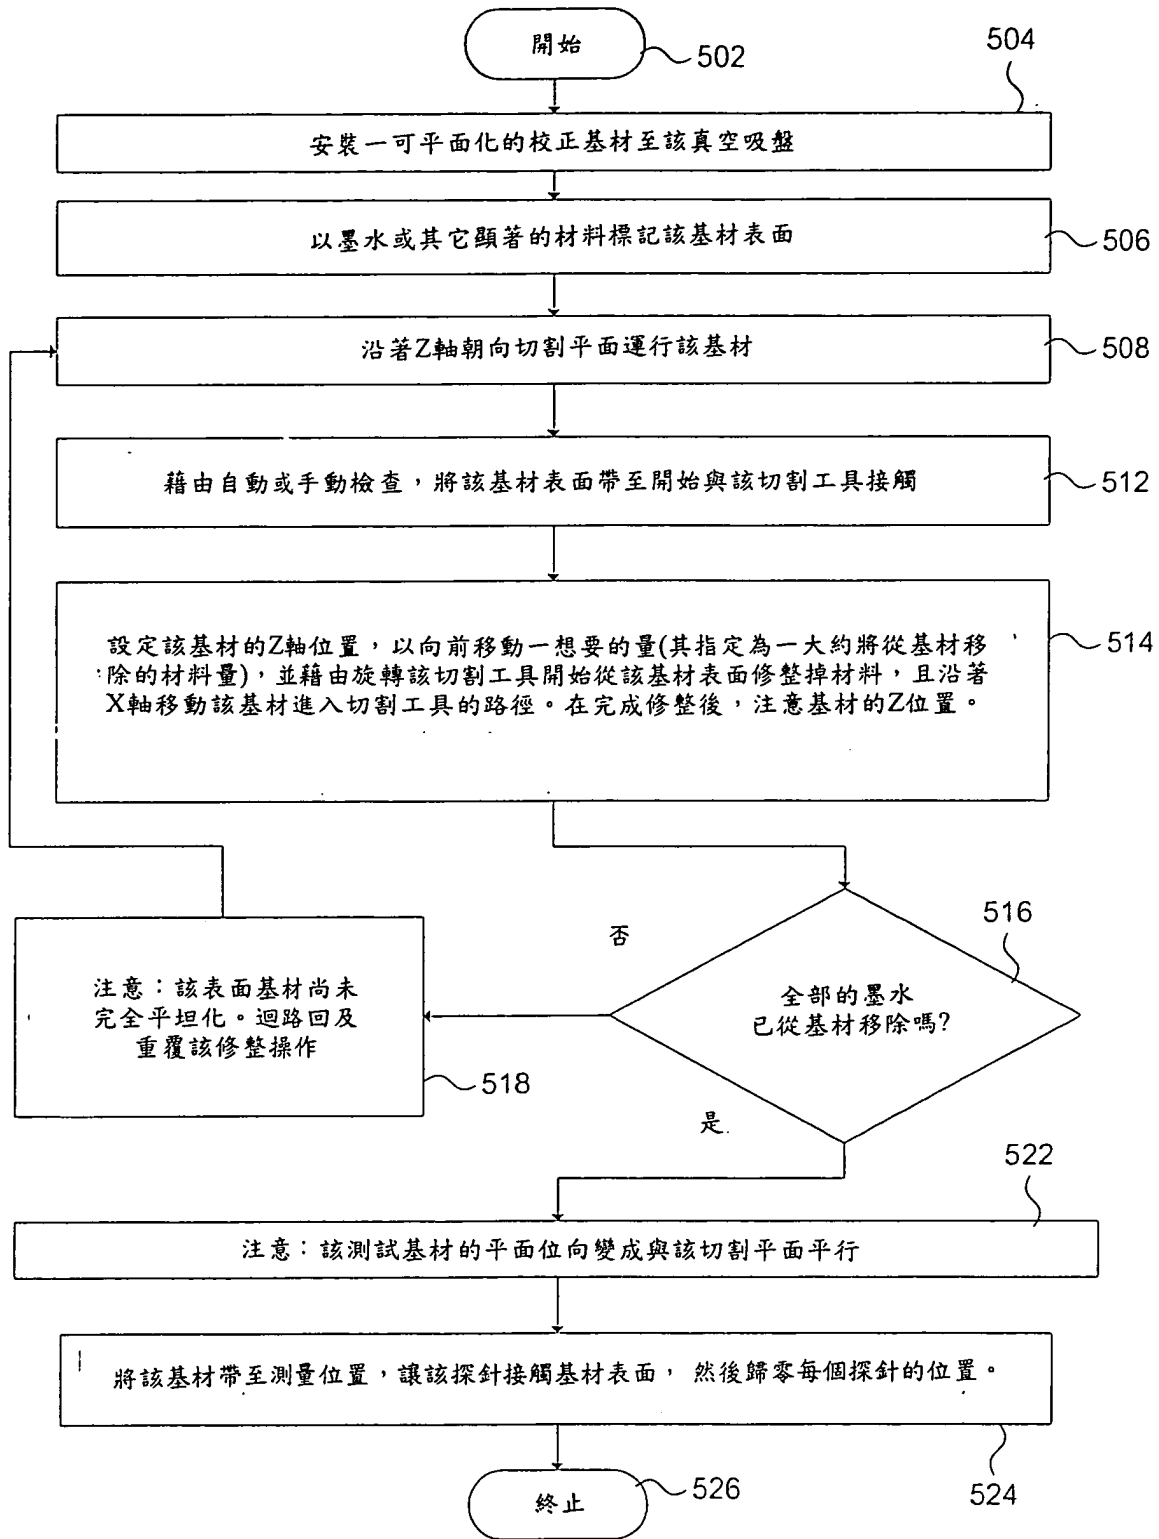 開始
502
504
安裝一可平面化的校正基材至該真空吸盤
以墨水或其它顯著的材料標記該基材表面
506
沿著Z軸朝向切割平面運行該基材
508
藉由自動或手動檢查，將該基材表面帶至開始與該切割工具接觸
512
設定該基材的Z軸位置，以向前移動一想要的量(其指定為一大約將從基材移
除的材料量)，並藉由旋轉該切割工具開始從該基材表面修整掉材料，且沿著
X軸移動該基材進入切割工具的路徑。在完成修整後，注意基材的Z位置。
514
516
否
全部的墨水
已從基材移除嗎?
注意：該表面基材尚未
完全平坦化。迴路回及
重覆該修整操作
518
是
522
注意：該測試基材的平面位向變成與該切割平面平行
將該基材帶至測量位置，讓該探針接觸基材表面，然後歸零每個探針的位置。
524
終止
526